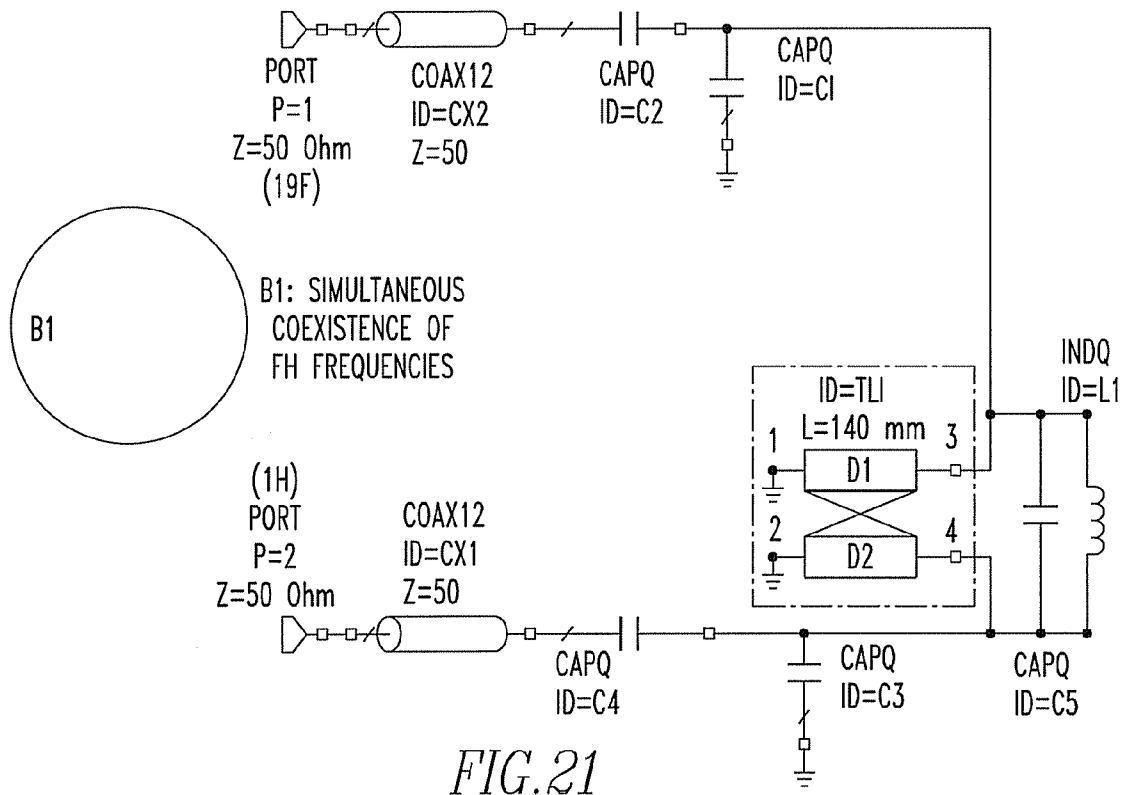 PORT
P=1
Z=50 Ohm
(19F)
COAX12
ID=CX2
Z=50
CAPQ
ID=C2
CAPQ
ID=CI
B1
B1: SIMULTANEOUS
COEXISTENCE OF
FH FREQUENCIES
INDQ
ID=L1
ID=TLI
L=140 mm
1
3
D1
2
4
D2
(1H)
PORT
P=2
Z=50 Ohm
COAX12
ID=CX1
Z=50
CAPQ
ID=C4
CAPQ
ID=C3
CAPQ
ID=C5
FIG.21